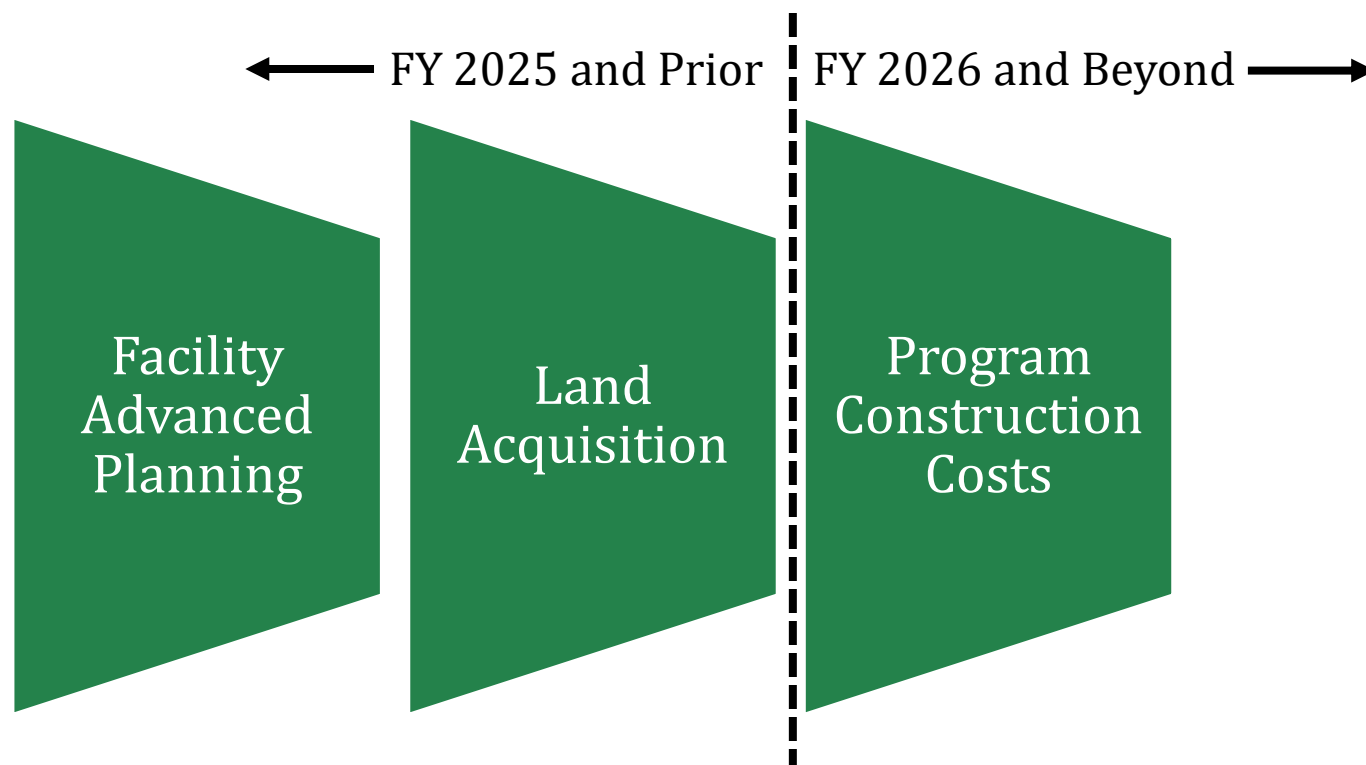 FY 2025 and Prior
FY 2026 and Beyond
Facility
Advanced
Planning
Land
Acquisition
Program
Construction
Costs